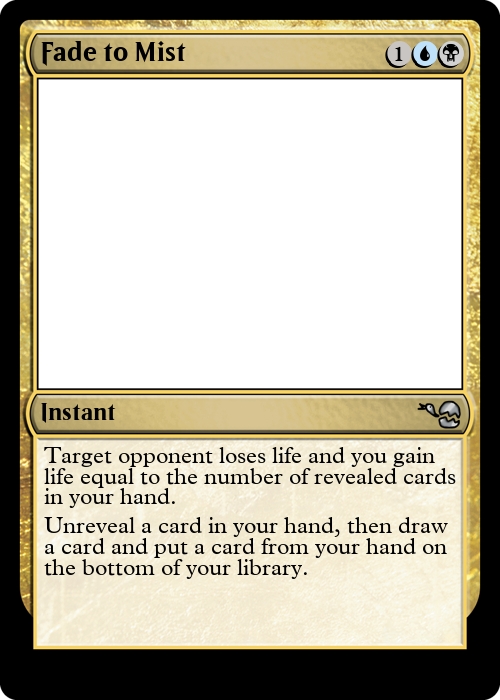 Fade to Mist 1
Instant
Target opponent loses life and you gain
life equal to the number of revealed cards
in your hand.
Unreveal a card in your hand, then draw
a card and put a card from your hand on
the bottom of your library.